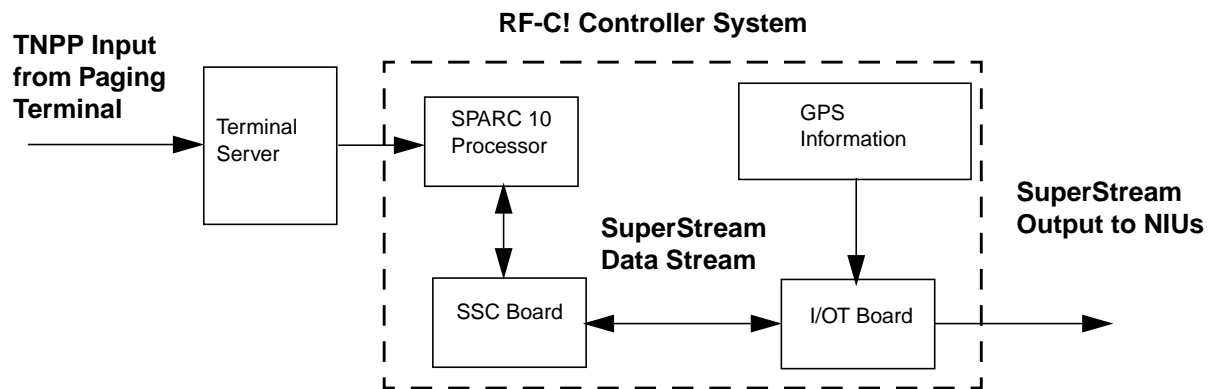 RF-C! Controller System
TNPP Input
from Paging
Terminal
Terminal
Server
SPARC 10
Processor
GPS
Information
SuperStream
Output to NIUs
SuperStream
Data Stream
SSC Board
I/OT Board